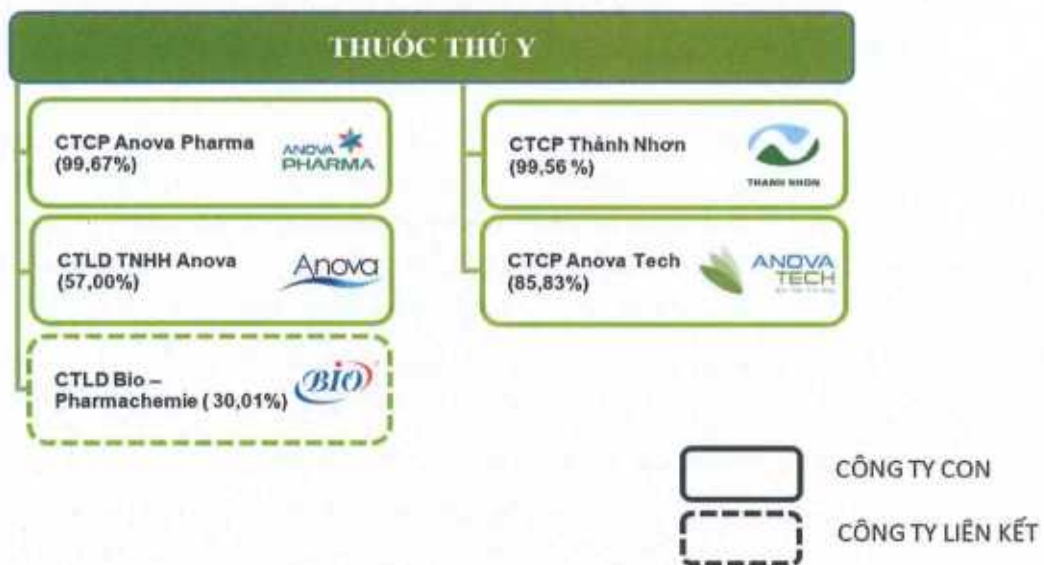 THUỐC THÚ Y
CTCP Anova Pharma
(99,67%)
ANOVA
PHARMA
CTLD TNHH Anova
(57,00%)
Anova
CTLD Bio –
Pharmachemie ( 30,01%)
BIO
CTCP Thành Nhơn
(99,56 %)
THANH NHON
CTCP Anova Tech
(85,83%)
ANOVA
TECH
CÔNG TY CON
CÔNG TY LIÊN KẾT